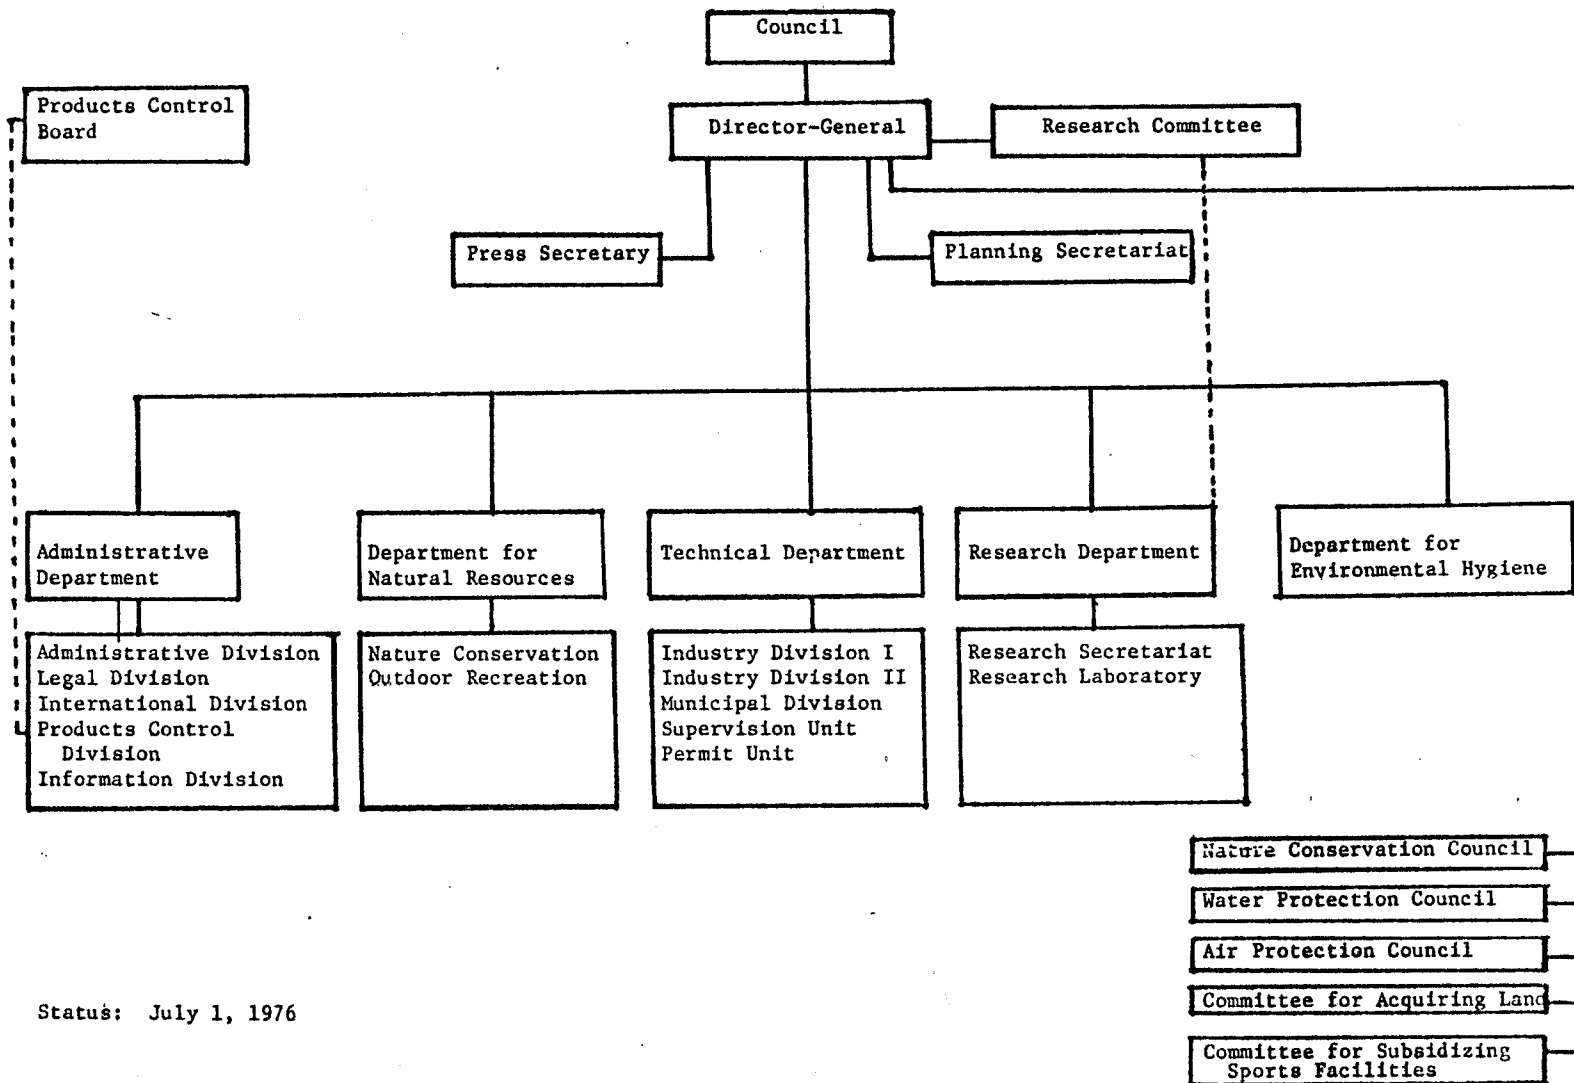 Council
Products Control
Board
Director-General
Research Committee
Press Secretary
Planning Secretariat
Administrative
Department
Department for
Natural Resources
Technical Department
Research Department
Department for
Environmental Hygiene
Administrative Division
Legal Division
International Division
Products Control
Division
Information Division
Nature Conservation
Outdoor Recreation
Industry Division I
Industry Division II
Municipal Division
Supervision Unit
Permit Unit
Research Secretariat
Research Laboratory
Nature Conservation Council
Water Protection Council
Air Protection Council
Committee for Acquiring Land
Committee for Subsidizing
Sports Facilities
Status: July 1, 1976